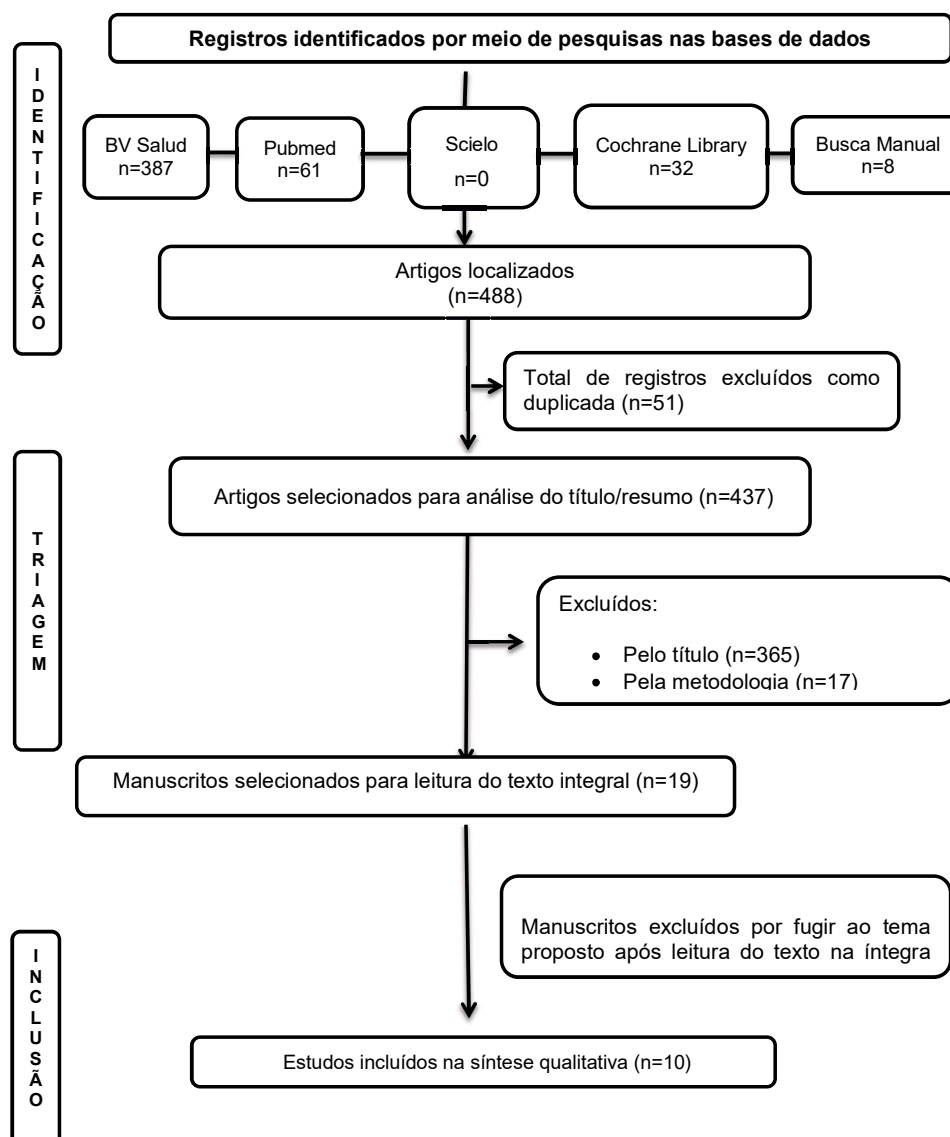 Registros identificados por meio de pesquisas nas bases de dados
IDENTIFICAÇÃO
BV Salud
n=387
Pubmed
n=61
Scielo
n=0
Cochrane Library
n=32
Busca Manual
n=8
Artigos localizados
(n=488)
Total de registros excluídos como
duplicada (n=51)
TRIAGEM
Artigos selecionados para análise do título/resumo (n=437)
Excluídos:
• Pelo título (n=365)
• Pela metodologia (n=17)
Manuscritos selecionados para leitura do texto integral (n=19)
INCLUSÃO
Manuscritos excluídos por fugir ao tema
proposto após leitura do texto na íntegra
Estudos incluídos na síntese qualitativa (n=10)